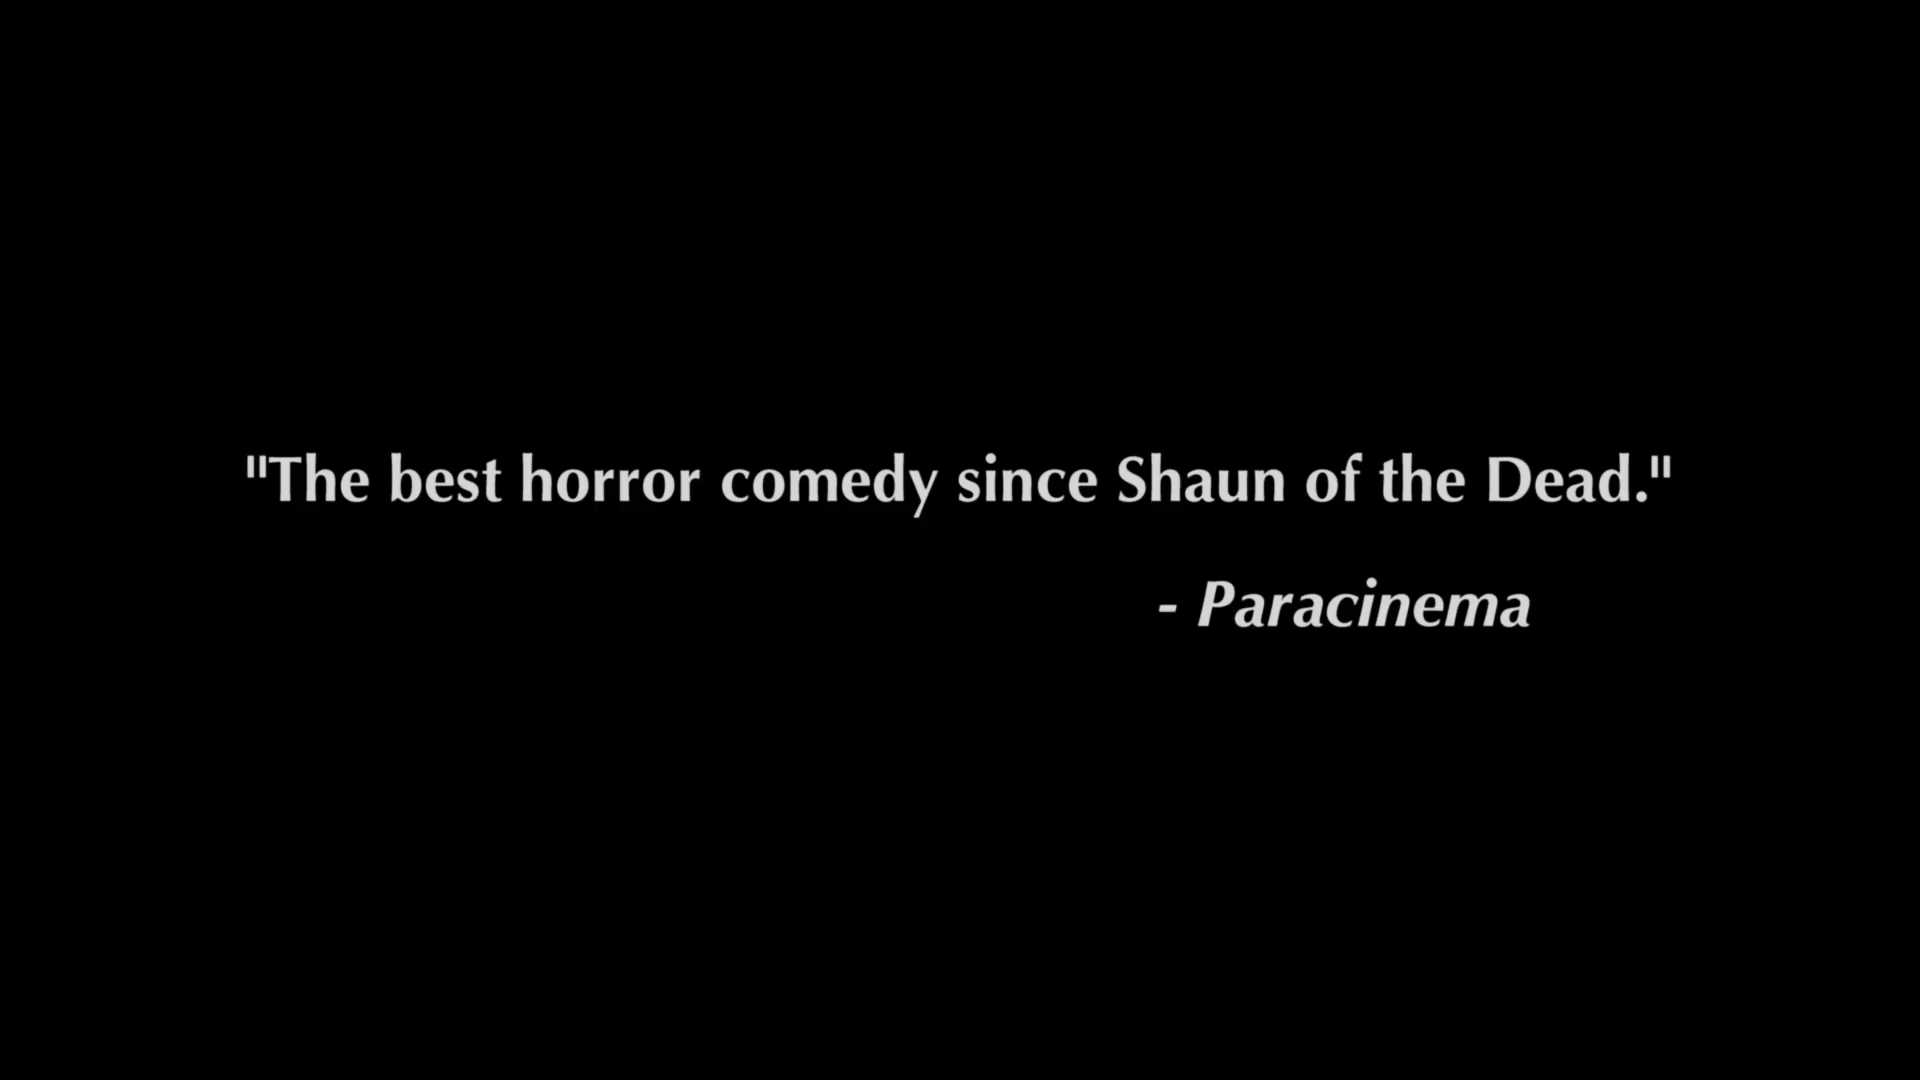 "The best horror comedy since Shaun of the Dead."
- Paracinema